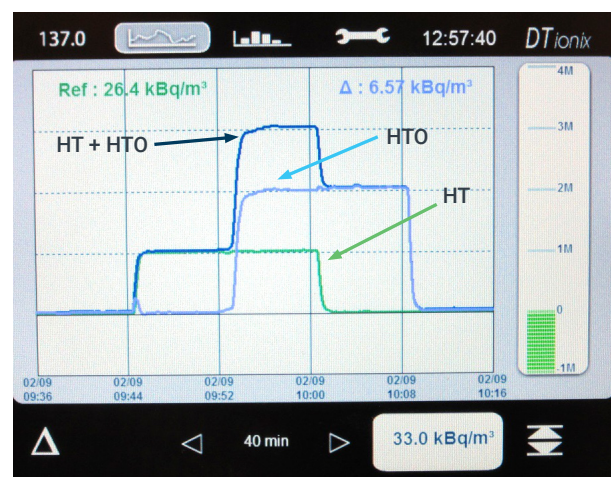 137.0 12:57:40 DTionix
Ref : 26.4 kBq/m³ Δ : 6.57 kBq/m³
HT + HTO HTO
HT
4M
3M
2M
1M
0
-1M
02/09 02/09 02/09 02/09 02/09 02/09
09:36 09:44 09:52 10:00 10:08 10:16
Δ 40 min 33.0 kBq/m³